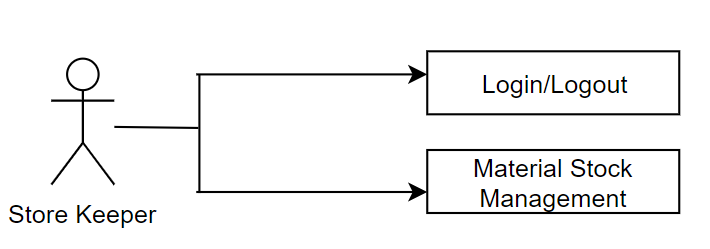 Login/Logout
Material Stock
Management
Store Keeper